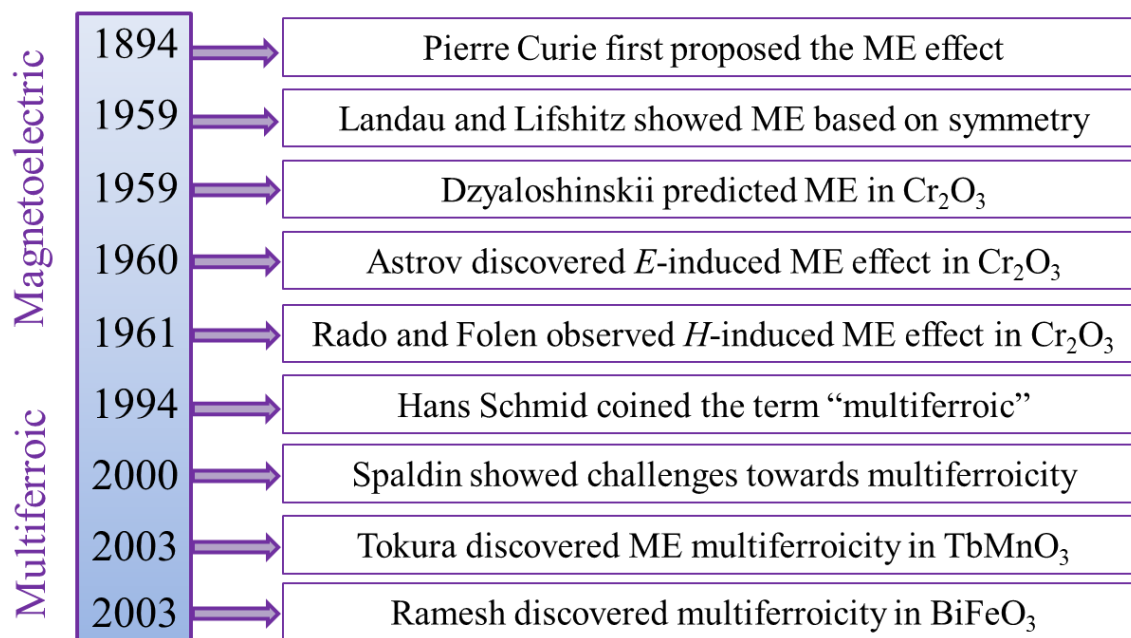 Magnetoelectric
Multiferroic
1894 Pierre Curie first proposed the ME effect
1959 Landau and Lifshitz showed ME based on symmetry
1959 Dzyaloshinskii predicted ME in Cr₂O₃
1960 Astrov discovered E-induced ME effect in Cr₂O₃
1961 Rado and Folen observed H-induced ME effect in Cr₂O₃
1994 Hans Schmid coined the term “multiferroic”
2000 Spaldin showed challenges towards multiferroicity
2003 Tokura discovered ME multiferroicity in TbMnO₃
2003 Ramesh discovered multiferroicity in BiFeO₃